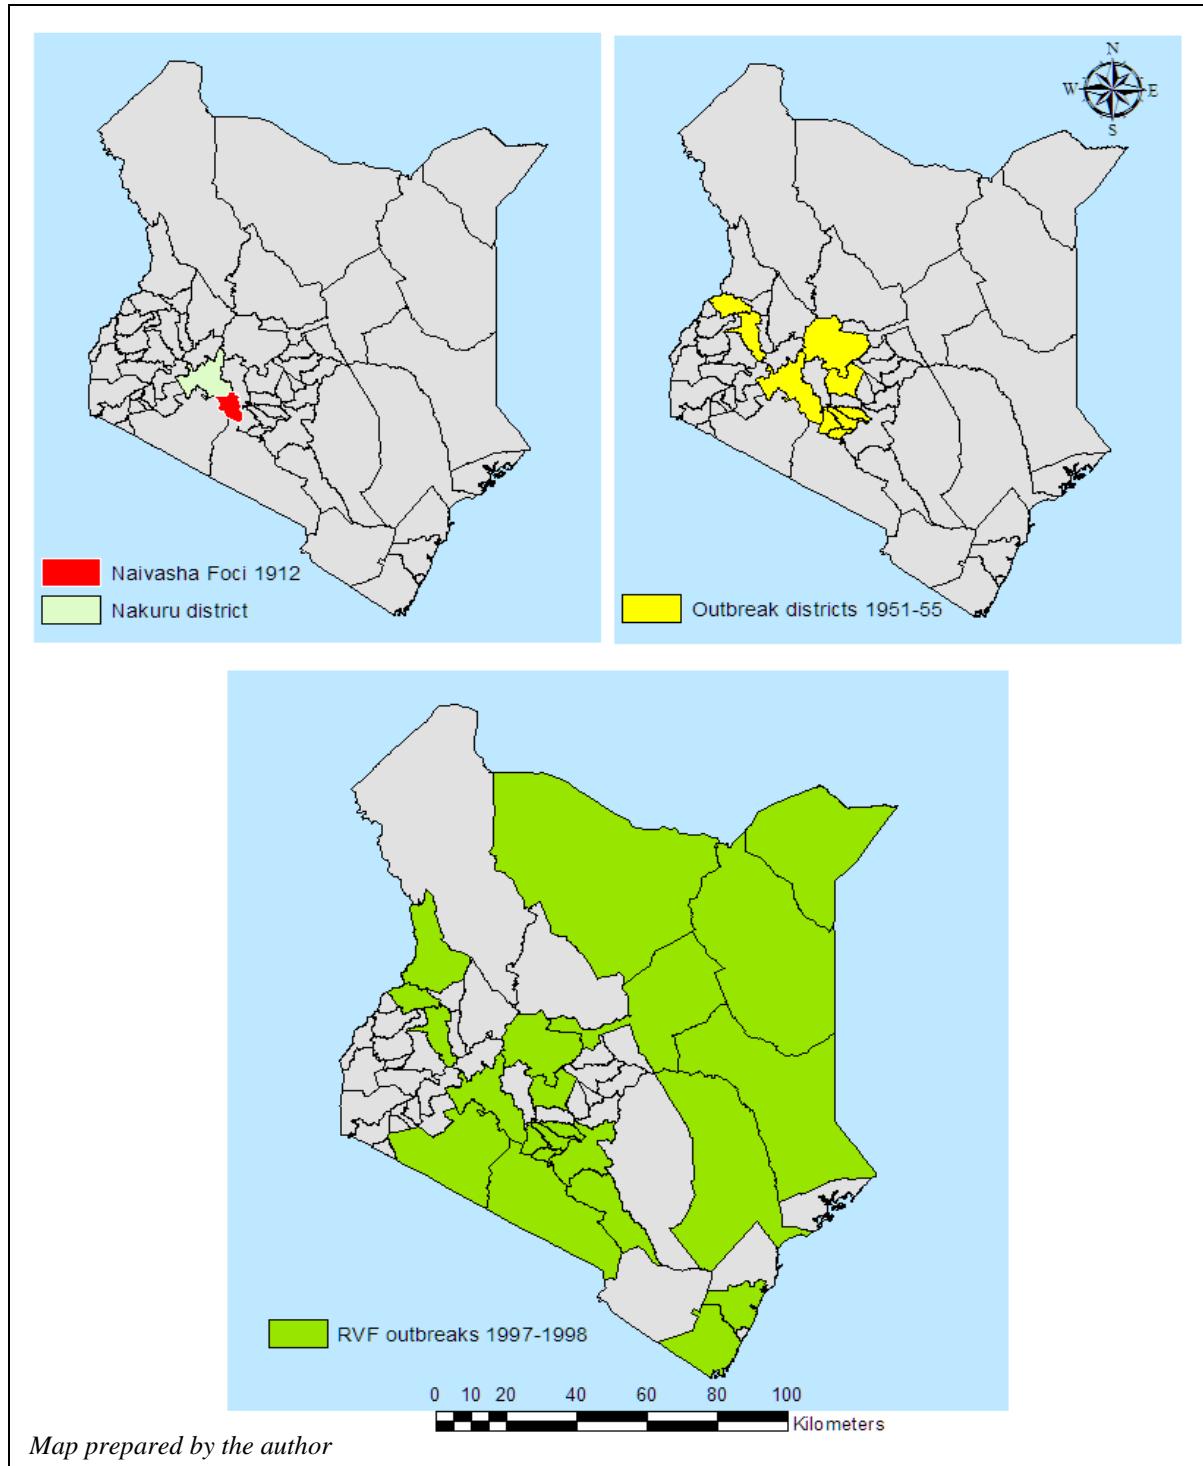 N
W E
S
Naivasha Foci 1912
Nakuru district
Outbreak districts 1951-55
RVF outbreaks 1997-1998
0 10 20 40 60 80 100
Kilometers
Map prepared by the author